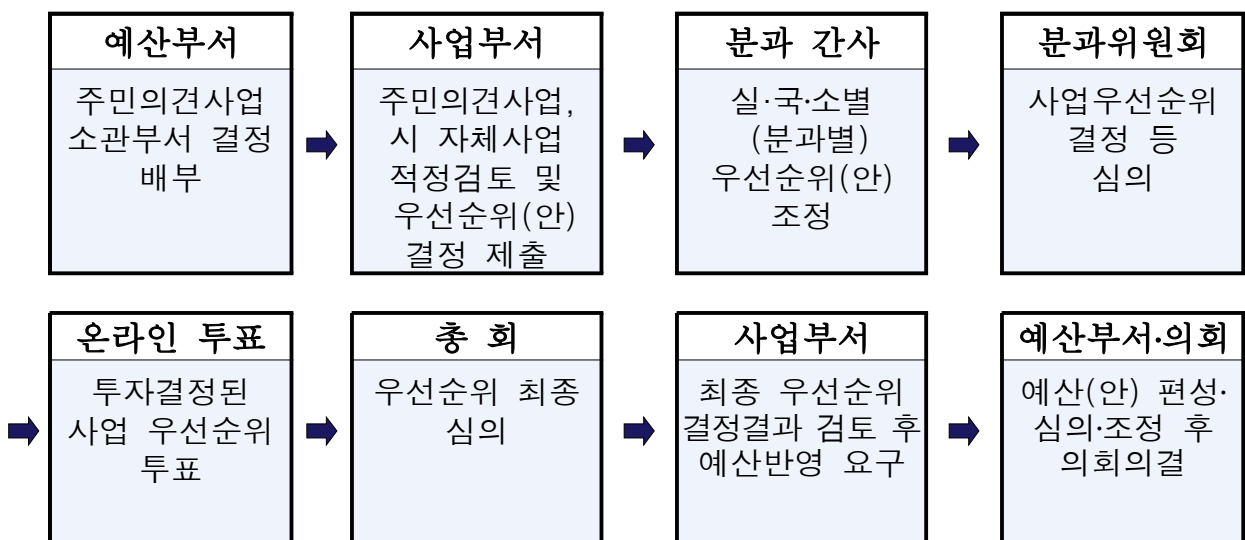 예산부서
주민의견사업
소관부서 결정
배부
사업부서
주민의견사업,
시 자체사업
적정검토 및
우선순위(안)
결정 제출
분과 간사
실·국·소별
(분과별)
우선순위(안)
조정
분과위원회
사업우선순위
결정 등
심의
온라인 투표
투자결정된
사업 우선순위
투표
총 회
우선순위 최종
심의
사업부서
최종 우선순위
결정결과 검토 후
예산반영 요구
예산부서·의회
예산(안) 편성·
심의·조정 후
의회의결